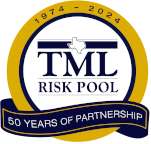 1974 - 2024
TML
RISK POOL
50 YEARS OF PARTNERSHIP